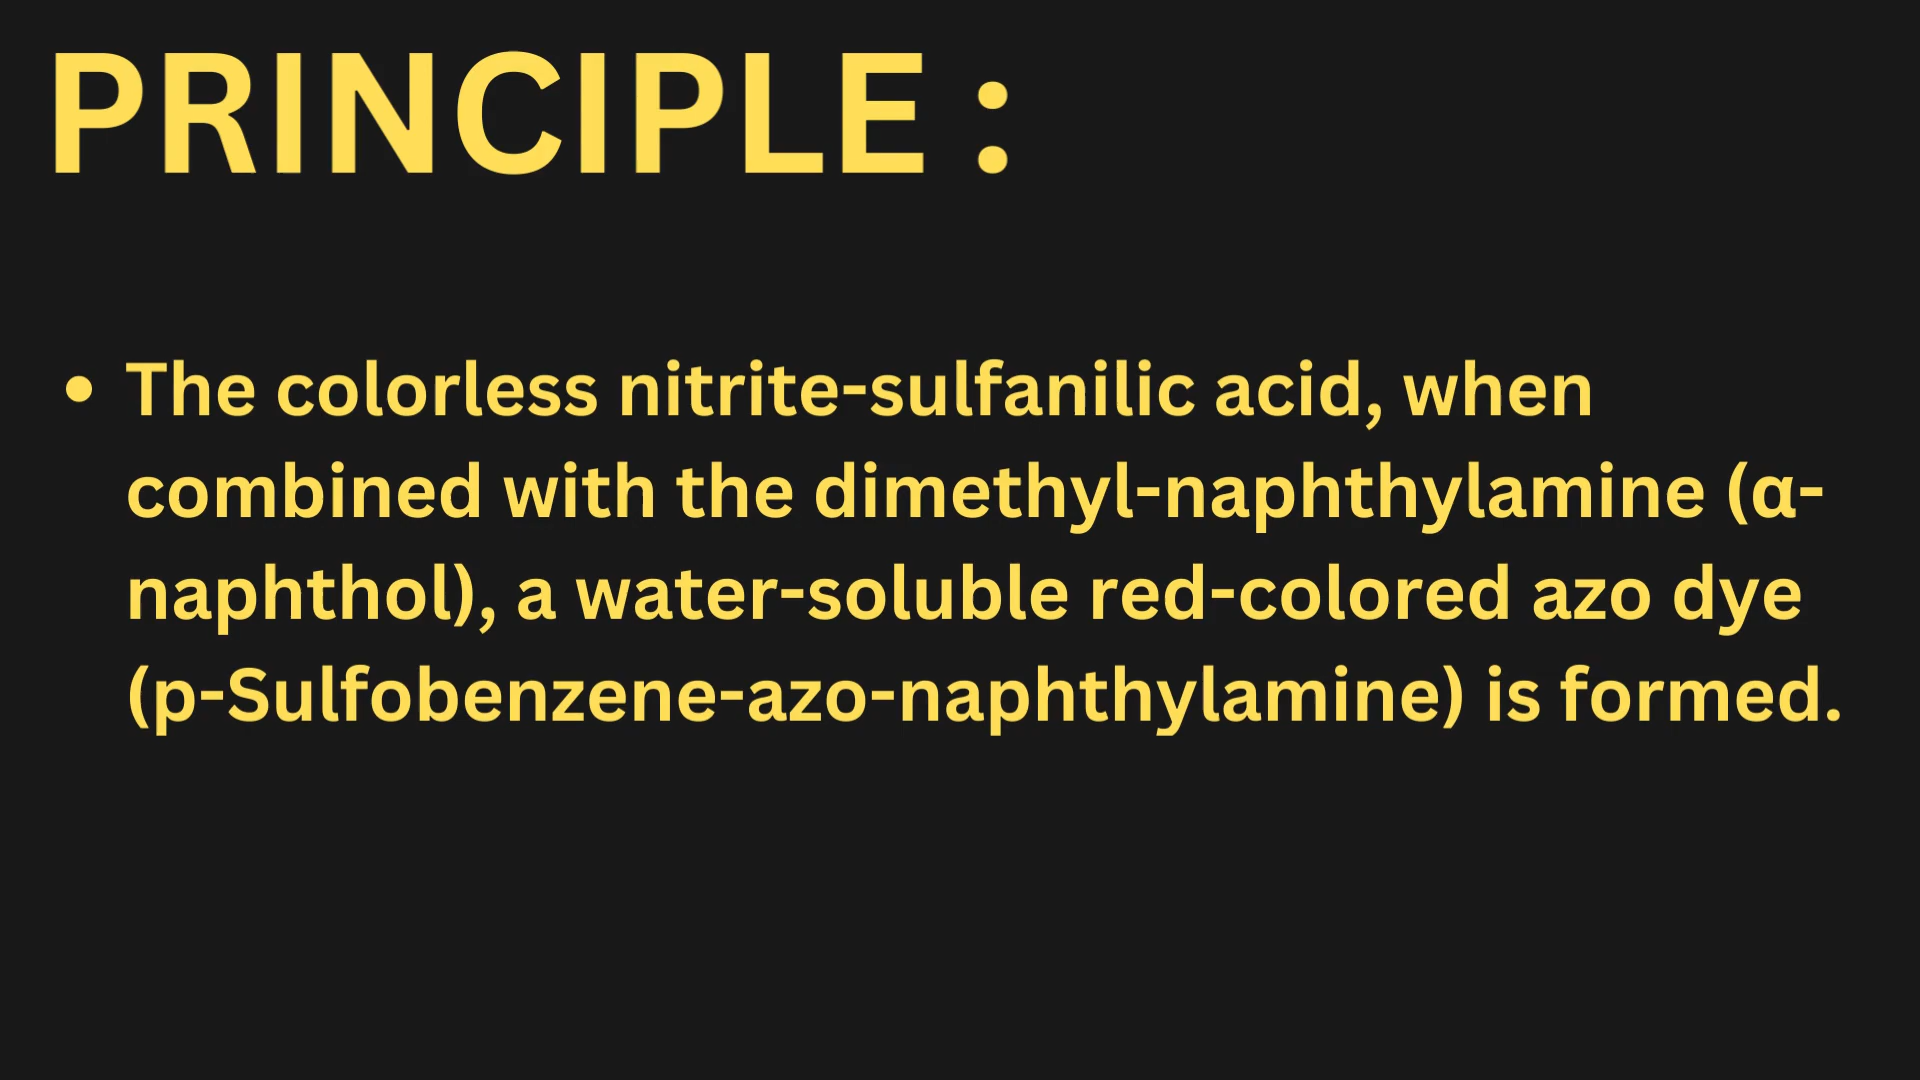 PRINCIPLE :
• The colorless nitrite-sulfanilic acid, when
combined with the dimethyl-naphthylamine (α-
naphthol), a water-soluble red-colored azo dye
(p-Sulfobenzene-azo-naphthylamine) is formed.